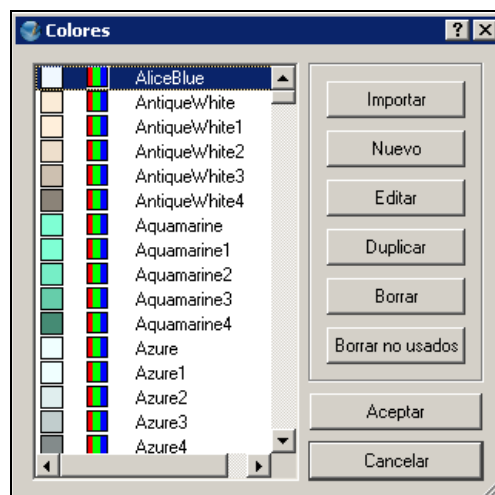 Colores
AliceBlue
AntiqueWhite
AntiqueWhite1
AntiqueWhite2
AntiqueWhite3
AntiqueWhite4
Aquamarine
Aquamarine1
Aquamarine2
Aquamarine3
Aquamarine4
Azure
Azure1
Azure2
Azure3
Azure4
Importar
Nuevo
Editar
Duplicar
Borrar
Borrar no usados
Aceptar
Cancelar